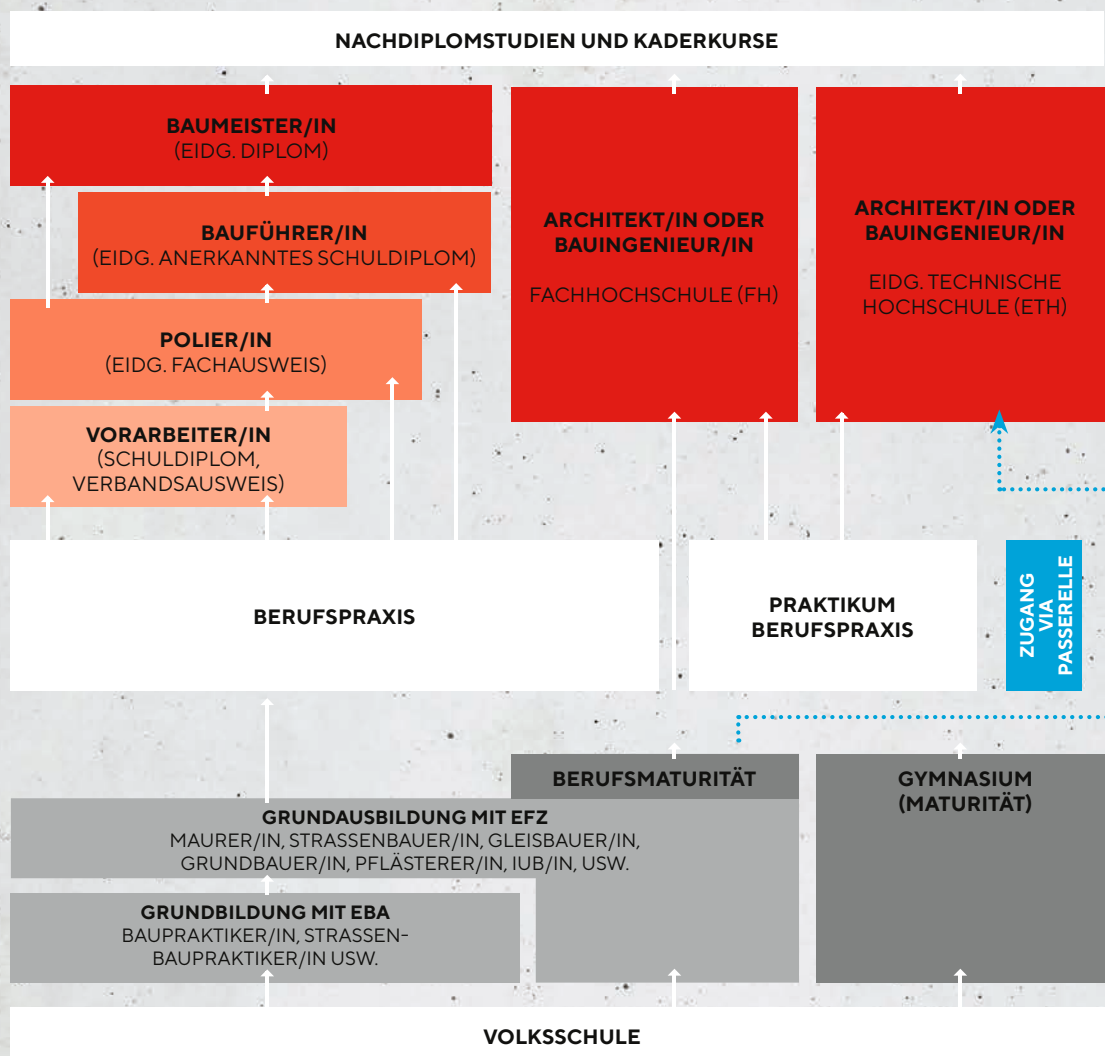 NACHDIPLOMSTUDIEN UND KADERKURSE
BAUMEISTER/IN
(EIDG. DIPLOM)
BAUFÜHRER/IN
(EIDG. ANERKANNTES SCHULDIPLOM)
POLIER/IN
(EIDG. FACHAUSWEIS)
VORARBEITER/IN
(SCHULDIPLOM,
VERBANDSAUSWEIS)
ARCHITEKT/IN ODER
BAUINGENIEUR/IN
FACHHOCHSCHULE (FH)
ARCHITEKT/IN ODER
BAUINGENIEUR/IN
EIDG. TECHNISCHE
HOCHSCHULE (ETH)
BERUFSPRAXIS
PRAKTIKUM
BERUFSPRAXIS
ZUGANG
VIA
PASSERELLE
BERUFSMATURITÄT
GYMNASIUM
(MATURITÄT)
GRUNDAUSBILDUNG MIT EFZ
MAURER/IN, STRASSENBAUER/IN, GLEISBAUER/IN,
GRUNDBAUER/IN, PFLÄSTERER/IN, IUB/IN, USW.
GRUNDBILDUNG MIT EBA
BAUPRAKTIKER/IN, STRASSEN-
BAUPRAKTIKER/IN USW.
VOLKSSCHULE